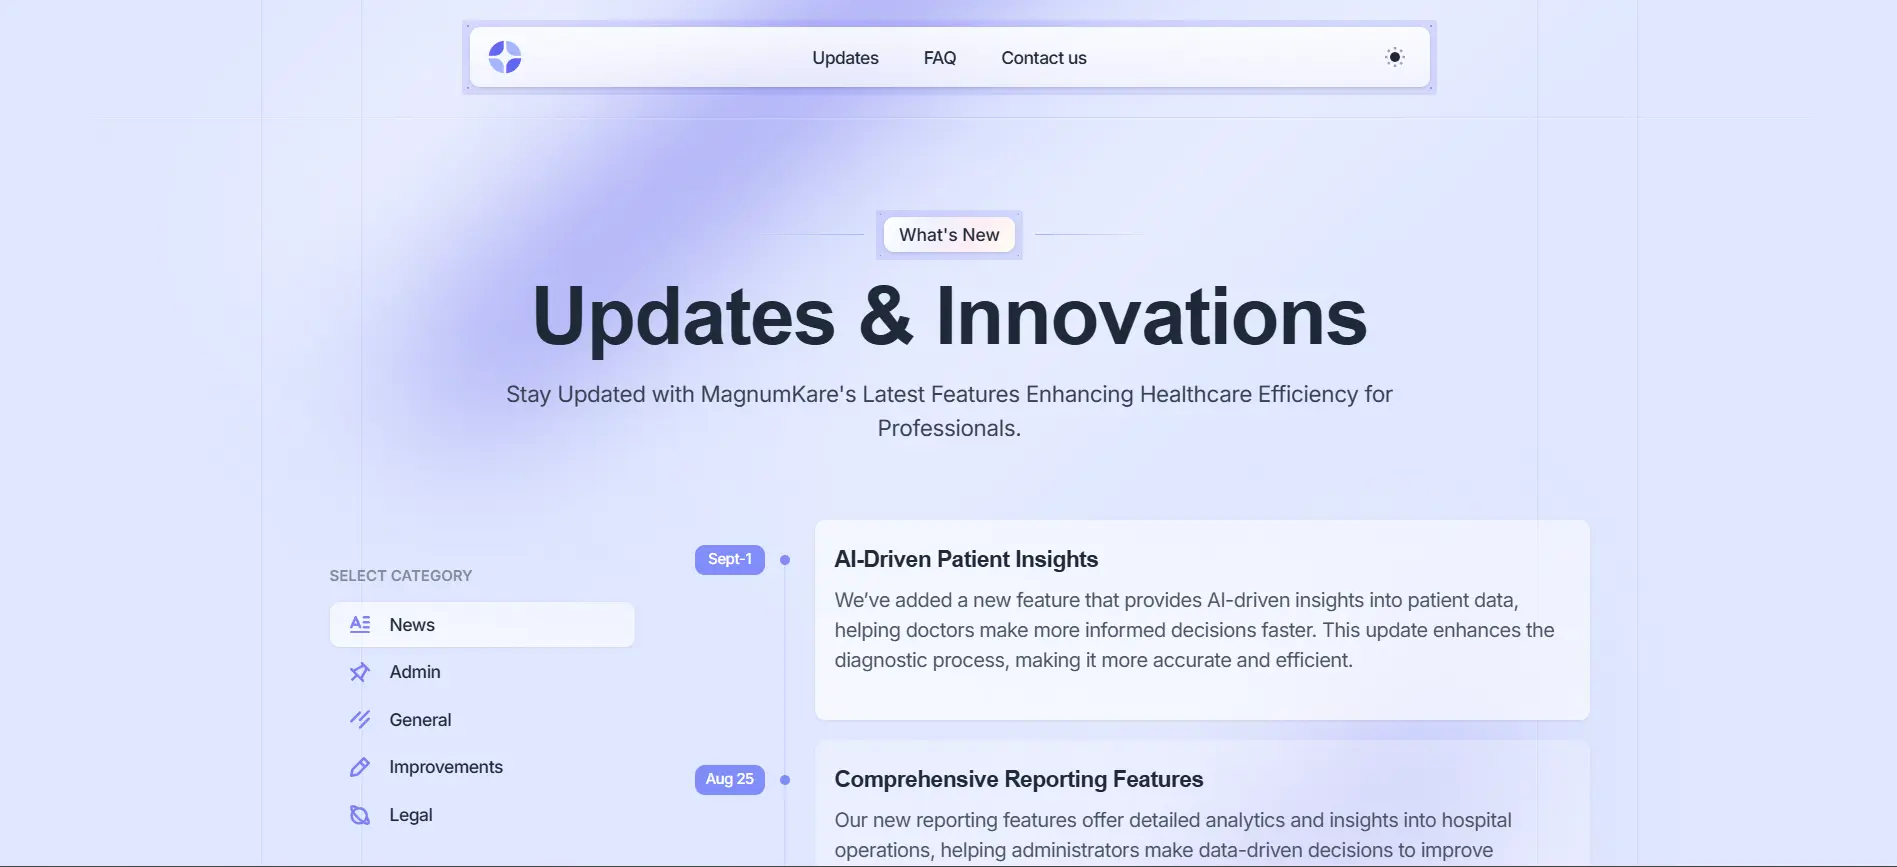 Updates FAQ Contact us
What's New
Updates & Innovations
Stay Updated with MagnumKare's Latest Features Enhancing Healthcare Efficiency for
Professionals.
SELECT CATEGORY
News
Admin
General
Improvements
Legal
Sept-1
AI-Driven Patient Insights
We’ve added a new feature that provides AI-driven insights into patient data,
helping doctors make more informed decisions faster. This update enhances the
diagnostic process, making it more accurate and efficient.
Aug 25
Comprehensive Reporting Features
Our new reporting features offer detailed analytics and insights into hospital
operations, helping administrators make data-driven decisions to improve